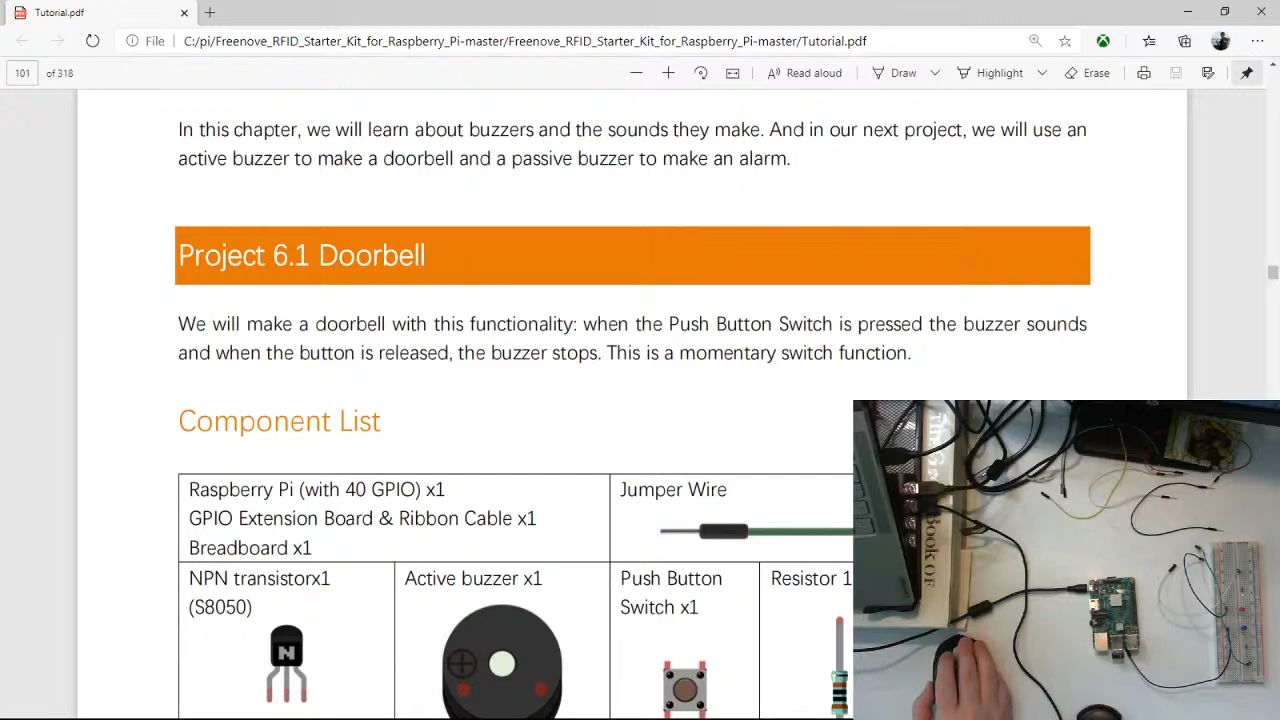 Tutorial.pdf
File C:/pi/Freenove_RFID_Starter_Kit_for_Raspberry_Pi-master/Freenove_RFID_Starter_Kit_for_Raspberry_Pi-master/Tutorial.pdf
101 of 318
Read aloud Draw Highlight Erase
In this chapter, we will learn about buzzers and the sounds they make. And in our next project, we will use an
active buzzer to make a doorbell and a passive buzzer to make an alarm.
Project 6.1 Doorbell
We will make a doorbell with this functionality: when the Push Button Switch is pressed the buzzer sounds
and when the button is released, the buzzer stops. This is a momentary switch function.
Component List
Raspberry Pi (with 40 GPIO) x1
GPIO Extension Board & Ribbon Cable x1
Breadboard x1
Jumper Wire
NPN transistorx1
(S8050)
N
Active buzzer x1
Push Button
Switch x1
Resistor 1
Book OF